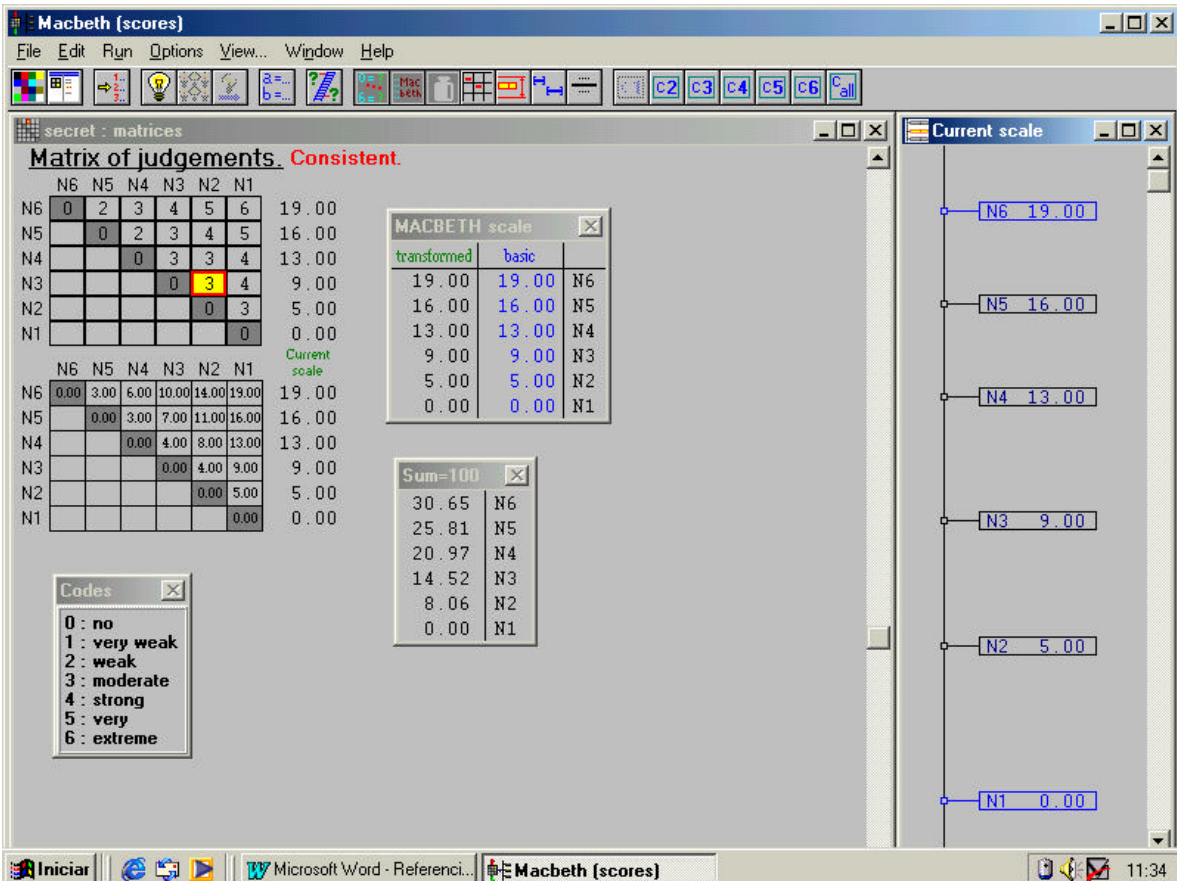 Macbeth (scores)
File Edit Run Options View... Window Help
a=...
b=...
Mac
beth
c2 c3 c4 c5 c6 Call
secret : matrices
Matrix of judgements. Consistent.
N6 N5 N4 N3 N2 N1
N6 0 2 3 4 5 6 19.00
N5 0 2 3 4 5 16.00
N4 0 3 3 4 13.00
N3 0 3 4 9.00
N2 0 3 5.00
N1 0 0.00
Current
scale
N6 N5 N4 N3 N2 N1
N6 0.00 3.00 6.00 10.00 14.00 19.00 19.00
N5 0.00 3.00 7.00 11.00 16.00 16.00
N4 0.00 4.00 8.00 13.00 13.00
N3 0.00 4.00 9.00 9.00
N2 0.00 5.00 5.00
N1 0.00 0.00
MACBETH scale
transformed basic
19.00 19.00 N6
16.00 16.00 N5
13.00 13.00 N4
9.00 9.00 N3
5.00 5.00 N2
0.00 0.00 N1
Sum=100
30.65 N6
25.81 N5
20.97 N4
14.52 N3
8.06 N2
0.00 N1
Codes
0 : no
1 : very weak
2 : weak
3 : moderate
4 : strong
5 : very
6 : extreme
Current scale
N6 19.00
N5 16.00
N4 13.00
N3 9.00
N2 5.00
N1 0.00
Iniciar
Microsoft Word - Referenci...
Macbeth (scores)
11:34